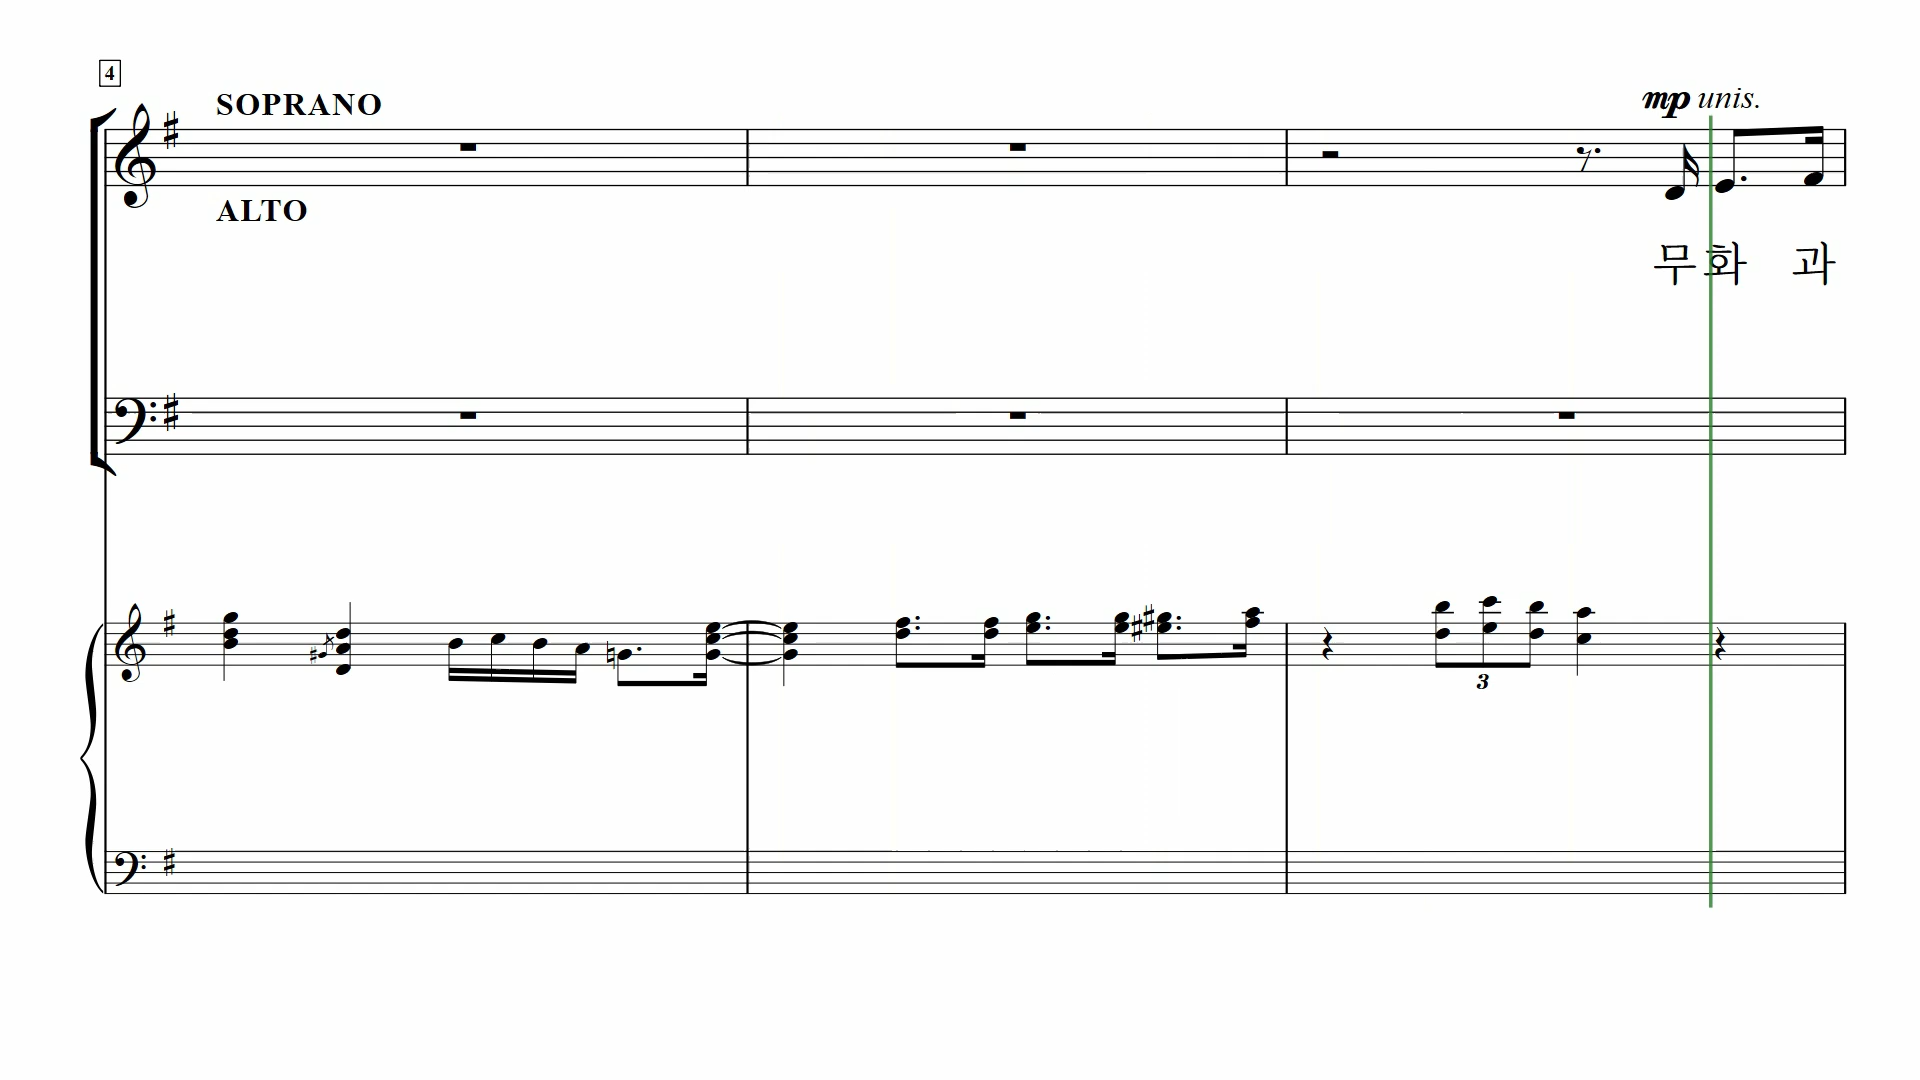 4
SOPRANO
mp unis.
ALTO
무화 과
3